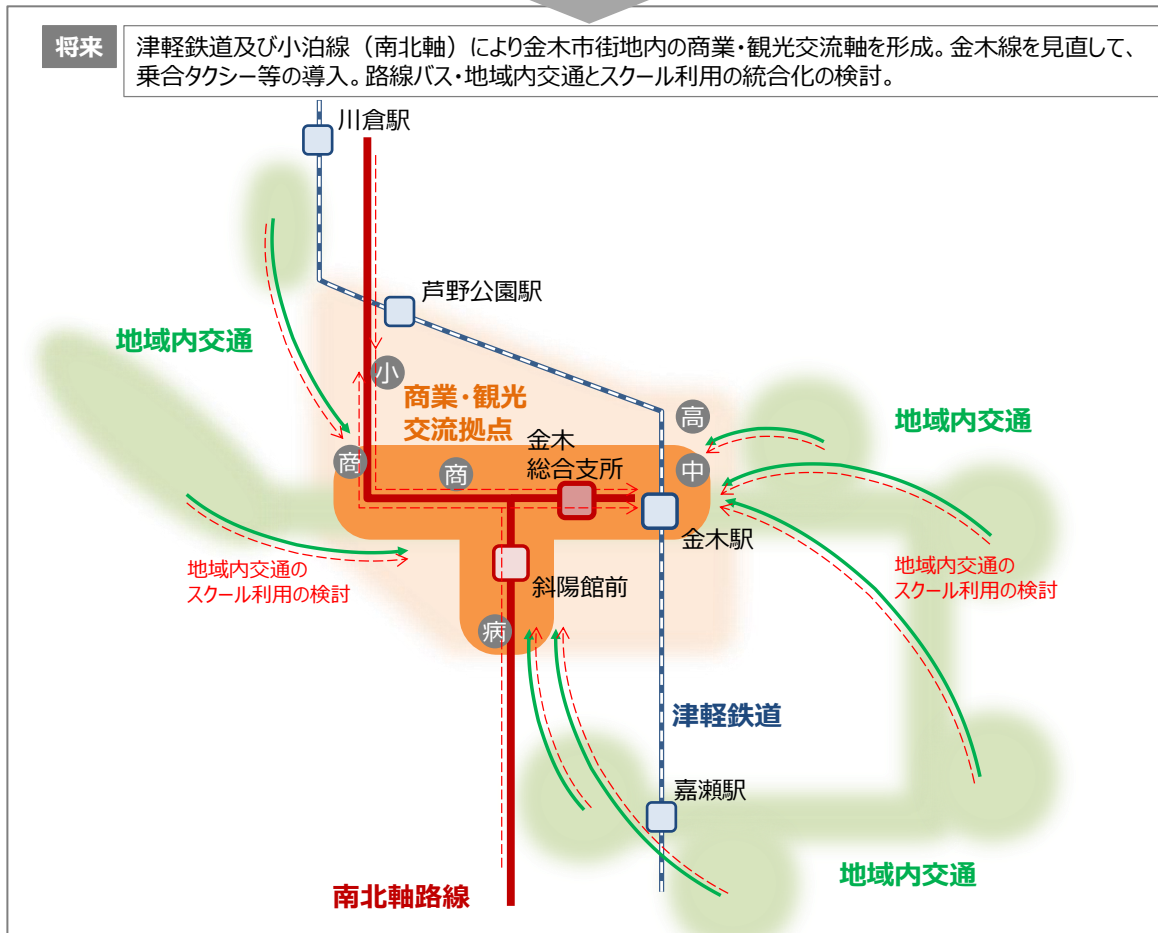 将来
津軽鉄道及び小泊線（南北軸）により金木市街地内の商業・観光交流軸を形成。金木線を見直して、
乗合タクシー等の導入。路線バス・地域内交通とスクール利用の統合化の検討。
川倉駅
芦野公園駅
地域内交通
小
商業・観光
交流拠点
高
地域内交通
金木
総合支所
商
商
中
金木駅
地域内交通の
スクール利用の検討
斜陽館前
地域内交通の
スクール利用の検討
病
津軽鉄道
嘉瀬駅
地域内交通
南北軸路線